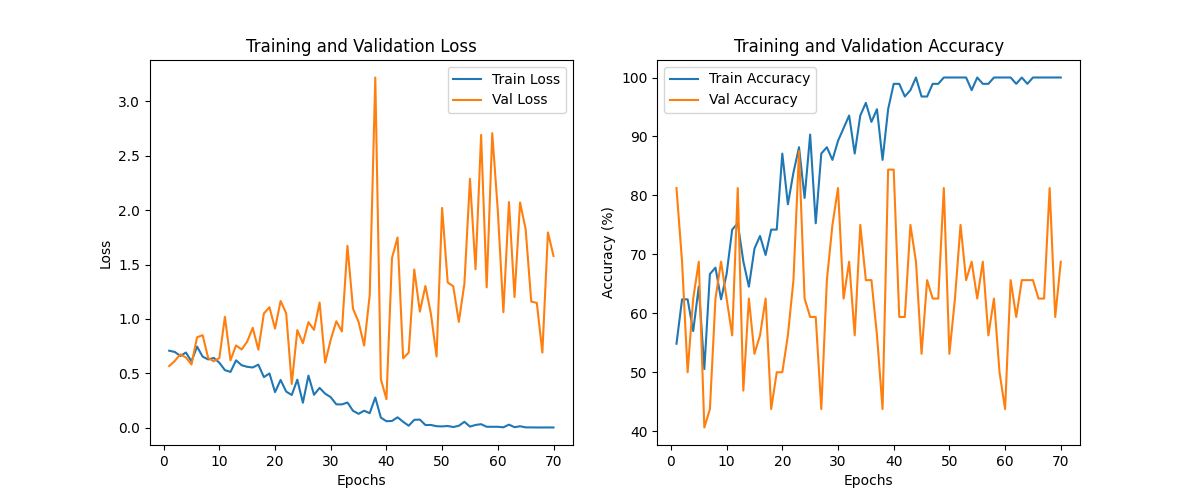 Training and Validation Loss
Train Loss
Val Loss
Loss
3.0
2.5
2.0
1.5
1.0
0.5
0.0
0 10 20 30 40 50 60 70
Epochs
Training and Validation Accuracy
Train Accuracy
Val Accuracy
Accuracy (%)
100
90
80
70
60
50
40
0 10 20 30 40 50 60 70
Epochs